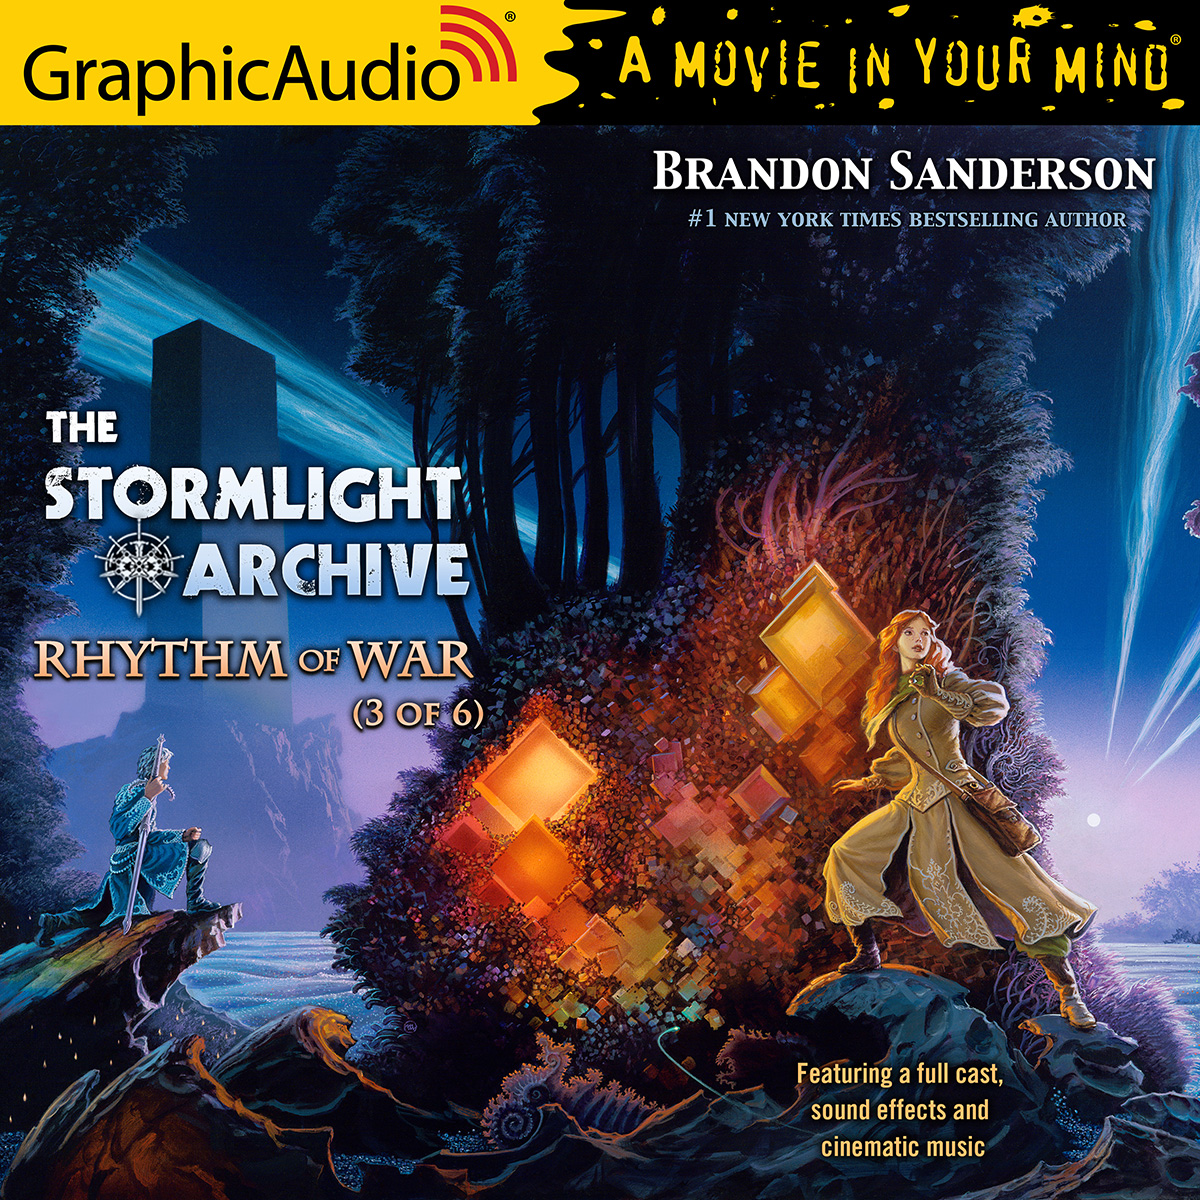 GraphicAudio®
A MOVIE IN YOUR MIND®
BRANDON SANDERSON
#1 NEW YORK TIMES BESTSELLING AUTHOR
THE
STORMLIGHT
ARCHIVE
RHYTHM OF WAR
(3 OF 6)
Featuring a full cast,
sound effects and
cinematic music